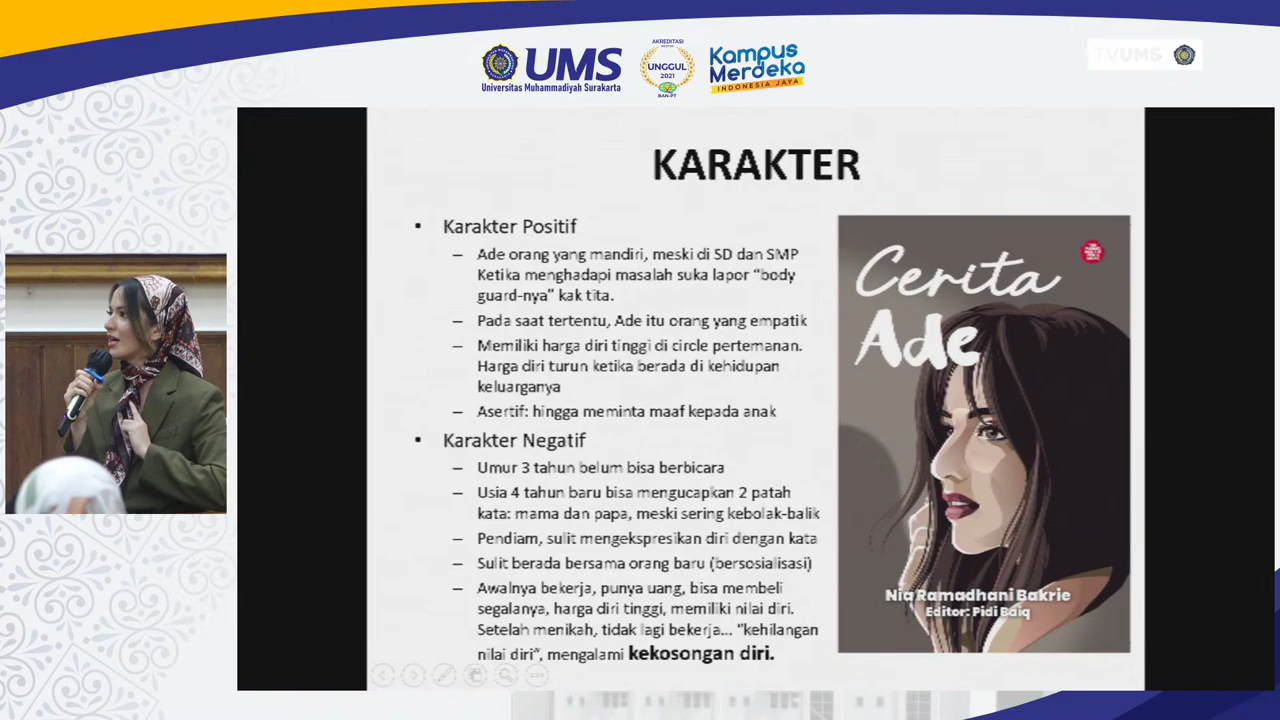 UMS
Universitas Muhammadiyah Surakarta
AKREDITASI
UNGGUL
2021
BAN-PT
Kampus
Merdeka
INDONESIA JAYA
TVUMS
KARAKTER
• Karakter Positif
– Ade orang yang mandiri, meski di SD dan SMP
Ketika menghadapi masalah suka lapor "body
guard-nya" kak tita.
– Pada saat tertentu, Ade itu orang yang empatik
– Memiliki harga diri tinggi di circle pertemanan.
Harga diri turun ketika berada di kehidupan
keluarganya
– Asertif: hingga meminta maaf kepada anak
• Karakter Negatif
– Umur 3 tahun belum bisa berbicara
– Usia 4 tahun baru bisa mengucapkan 2 patah
kata: mama dan papa, meski sering kebolak-balik
– Pendiam, sulit mengekspresikan diri dengan kata
– Sulit berada bersama orang baru (bersosialisasi)
– Awalnya bekerja, punya uang, bisa membeli
segalanya, harga diri tinggi, memiliki nilai diri.
Setelah menikah, tidak lagi bekerja... "kehilangan
nilai diri", mengalami kekosongan diri.
Cerita
Ade
Nia Ramadhani Bakrie
Editor: Pidi Baiq